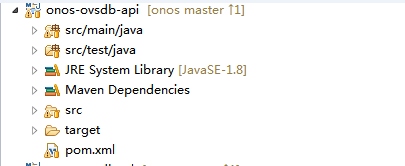 onos-ovsdb-api [onos master ↑1]
src/main/java
src/test/java
JRE System Library [JavaSE-1.8]
Maven Dependencies
src
target
pom.xml